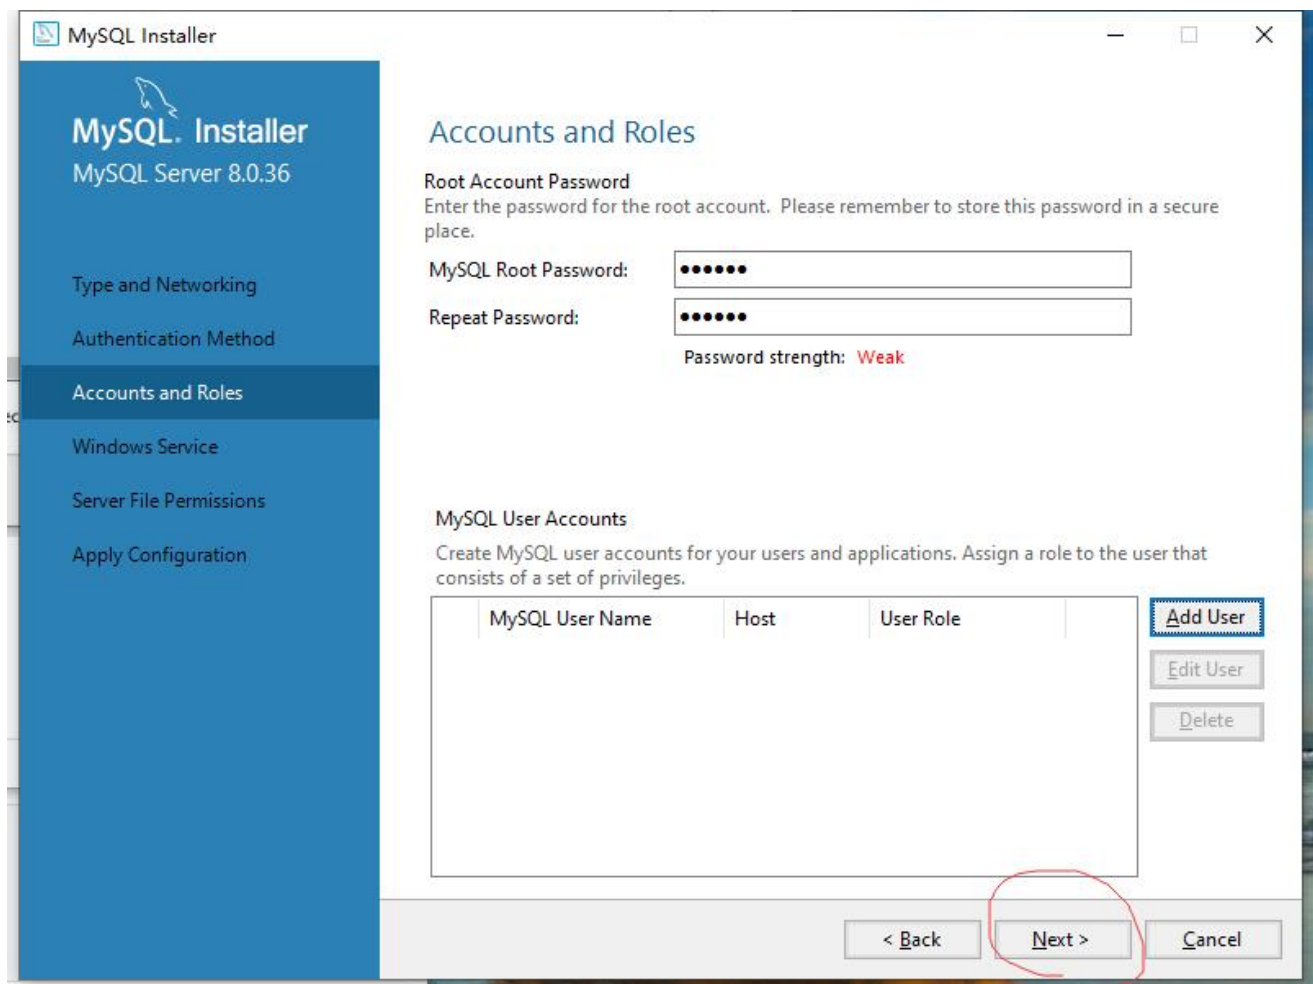 MySQL Installer
MySQL. Installer
MySQL Server 8.0.36
Type and Networking
Authentication Method
Accounts and Roles
Windows Service
Server File Permissions
Apply Configuration
Accounts and Roles
Root Account Password
Enter the password for the root account. Please remember to store this password in a secure
place.
MySQL Root Password: ●●●●●●
Repeat Password: ●●●●●●
Password strength: Weak
MySQL User Accounts
Create MySQL user accounts for your users and applications. Assign a role to the user that
consists of a set of privileges.
MySQL User Name Host User Role
Add User
Edit User
Delete
< Back Next > Cancel